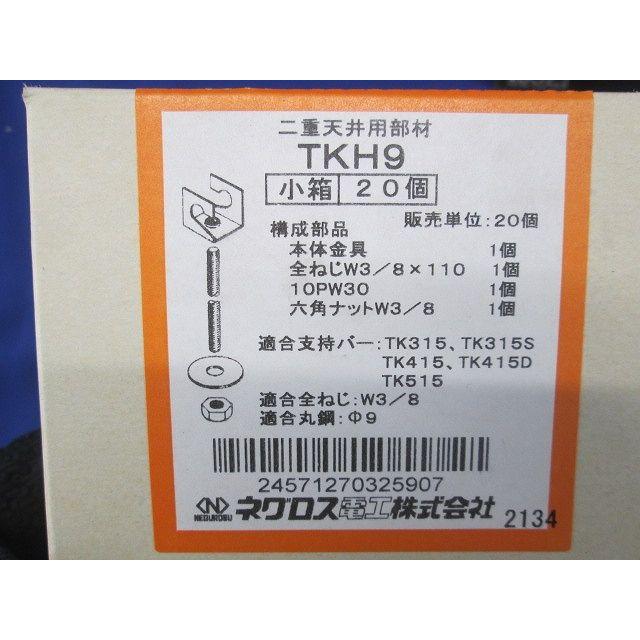 二重天井用部材
TKH9
小箱 20個
構成部品 販売単位:20個
本体金具 1個
全ねじW3/8×110 1個
10PW30 1個
六角ナットW3/8 1個
適合支持バー:TK315、TK315S
TK415、TK415D
TK515
適合全ねじ:W3/8
適合丸鋼:Φ9
24571270325907
NEGUROSU ネグロス電工株式会社 2134